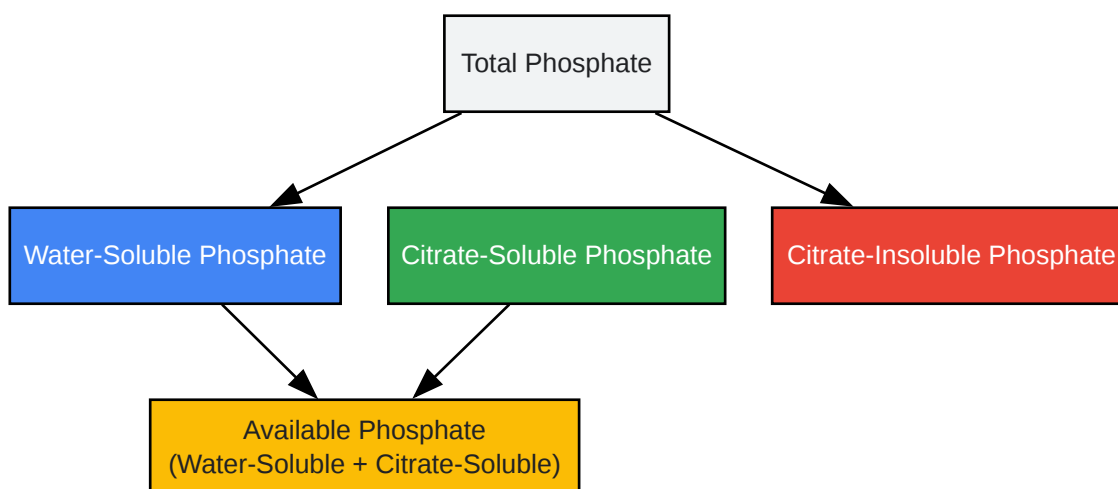 Total Phosphate
Water-Soluble Phosphate
Citrate-Soluble Phosphate
Citrate-Insoluble Phosphate
Available Phosphate
(Water-Soluble + Citrate-Soluble)